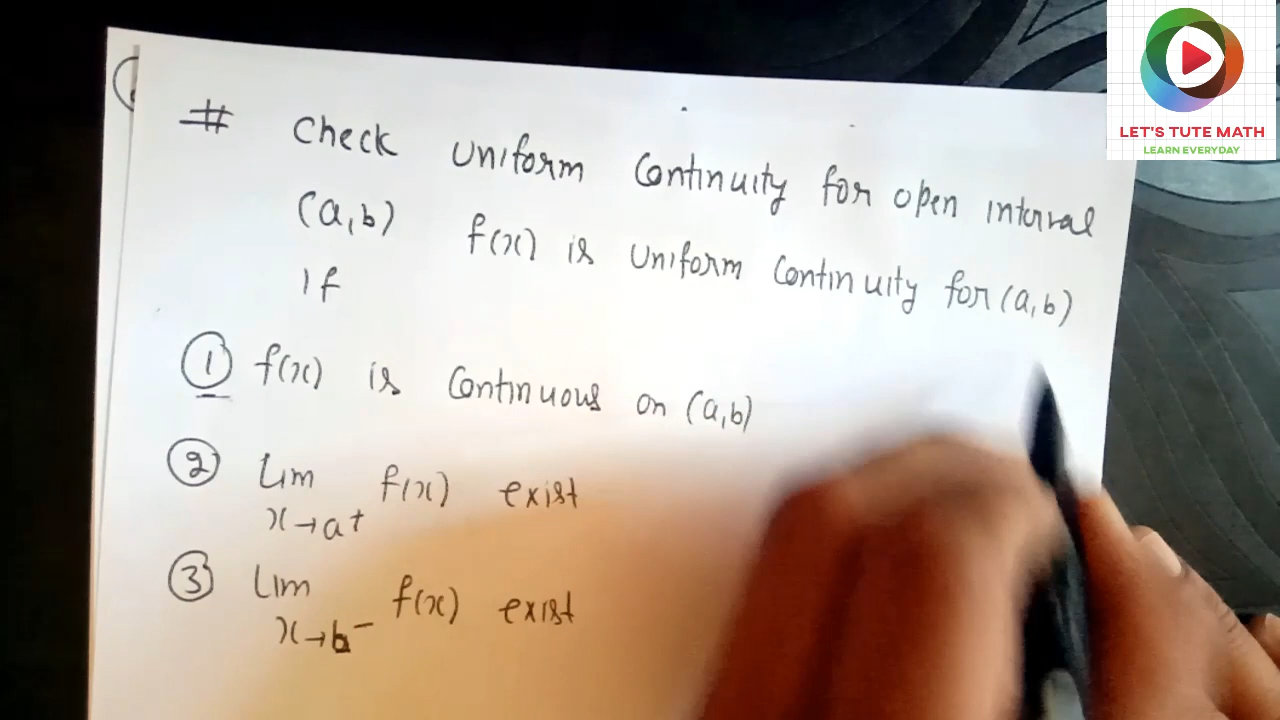 # Check uniform Continuity for open interval
(a,b) f(x) is uniform Continuity for (a,b)
If
① f(x) is Continuous on (a,b)
② Lim f(x) exist
x→a+
③ Lim f(x) exist
x→b−
LET'S TUTE MATH
LEARN EVERYDAY